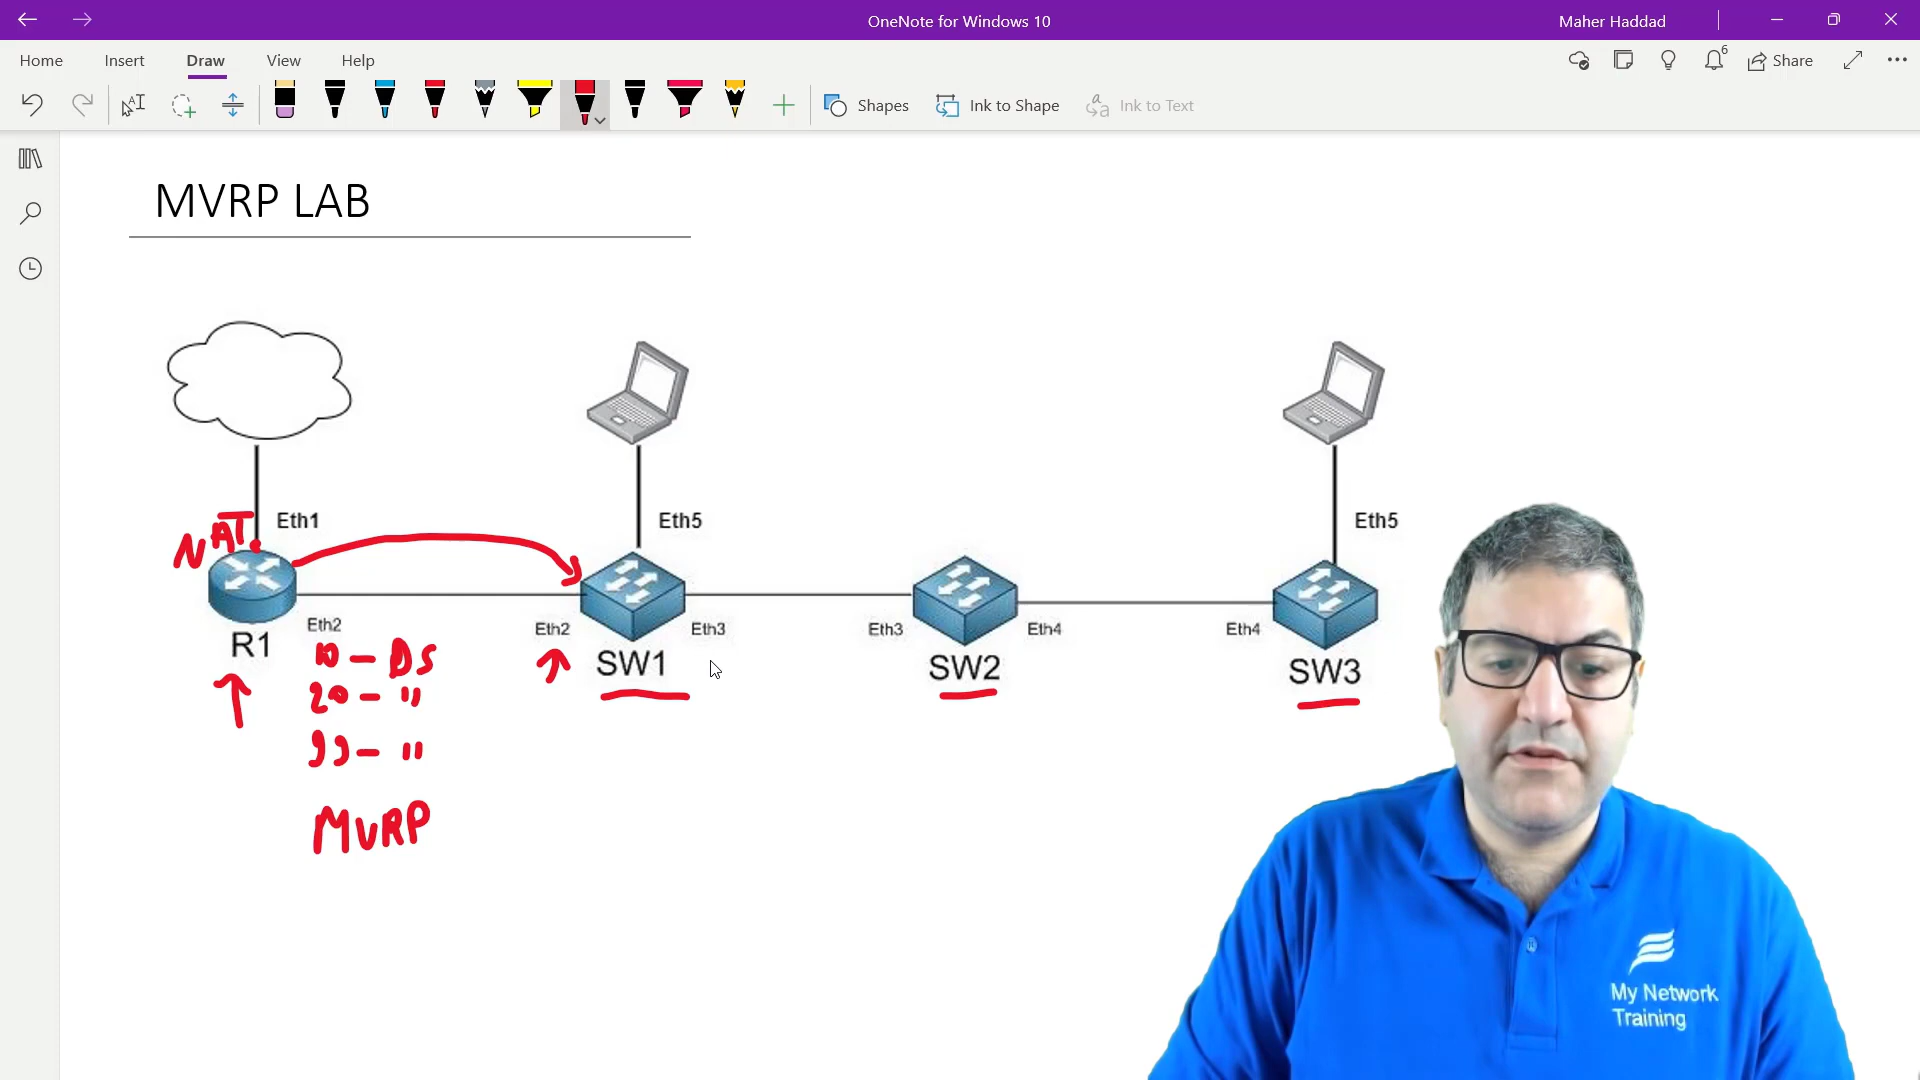 OneNote for Windows 10
Maher Haddad
Home Insert Draw View Help
6
Share
Shapes
Ink to Shape
Ink to Text
MVRP LAB
Eth1
NAT
Eth5
Eth5
Eth2
Eth2
Eth3
Eth3
Eth4
Eth4
R1
SW1
SW2
SW3
10 - DS
20 - "
99 - "
MVRP
My Network
Training